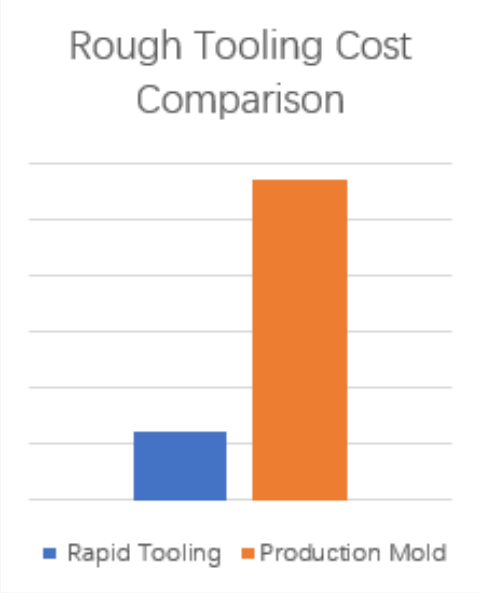 Rough Tooling Cost
Comparison
Rapid Tooling Production Mold